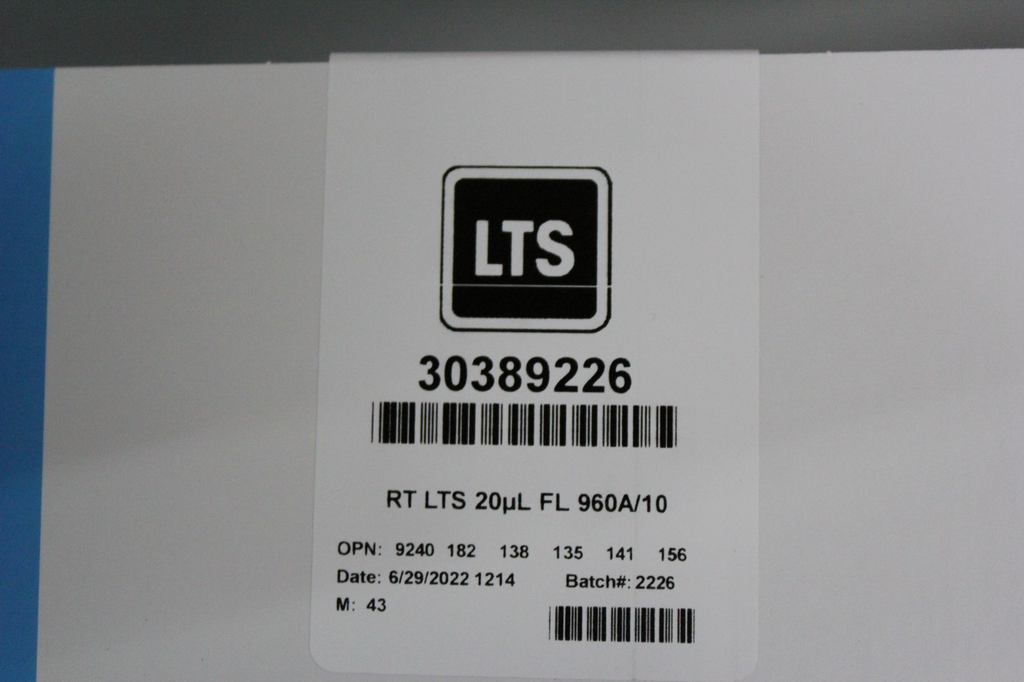 LTS
30389226
RT LTS 20µL FL 960A/10
OPN: 9240 182 138 135 141 156
Date: 6/29/2022 1214 Batch#: 2226
M: 43